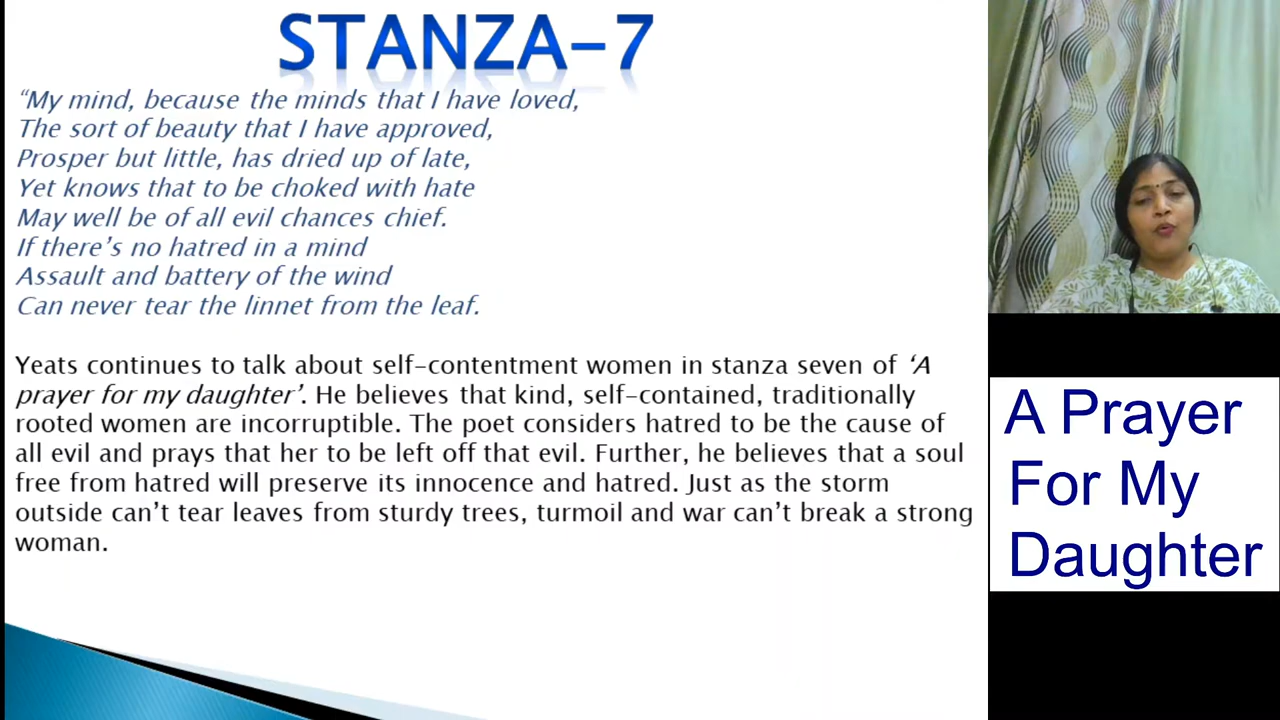 STANZA-7
“My mind, because the minds that I have loved,
The sort of beauty that I have approved,
Prosper but little, has dried up of late,
Yet knows that to be choked with hate
May well be of all evil chances chief.
If there’s no hatred in a mind
Assault and battery of the wind
Can never tear the linnet from the leaf.
Yeats continues to talk about self-contentment women in stanza seven of ‘A
prayer for my daughter’. He believes that kind, self-contained, traditionally
rooted women are incorruptible. The poet considers hatred to be the cause of
all evil and prays that her to be left off that evil. Further, he believes that a soul
free from hatred will preserve its innocence and hatred. Just as the storm
outside can’t tear leaves from sturdy trees, turmoil and war can’t break a strong
woman.
A Prayer
For My
Daughter